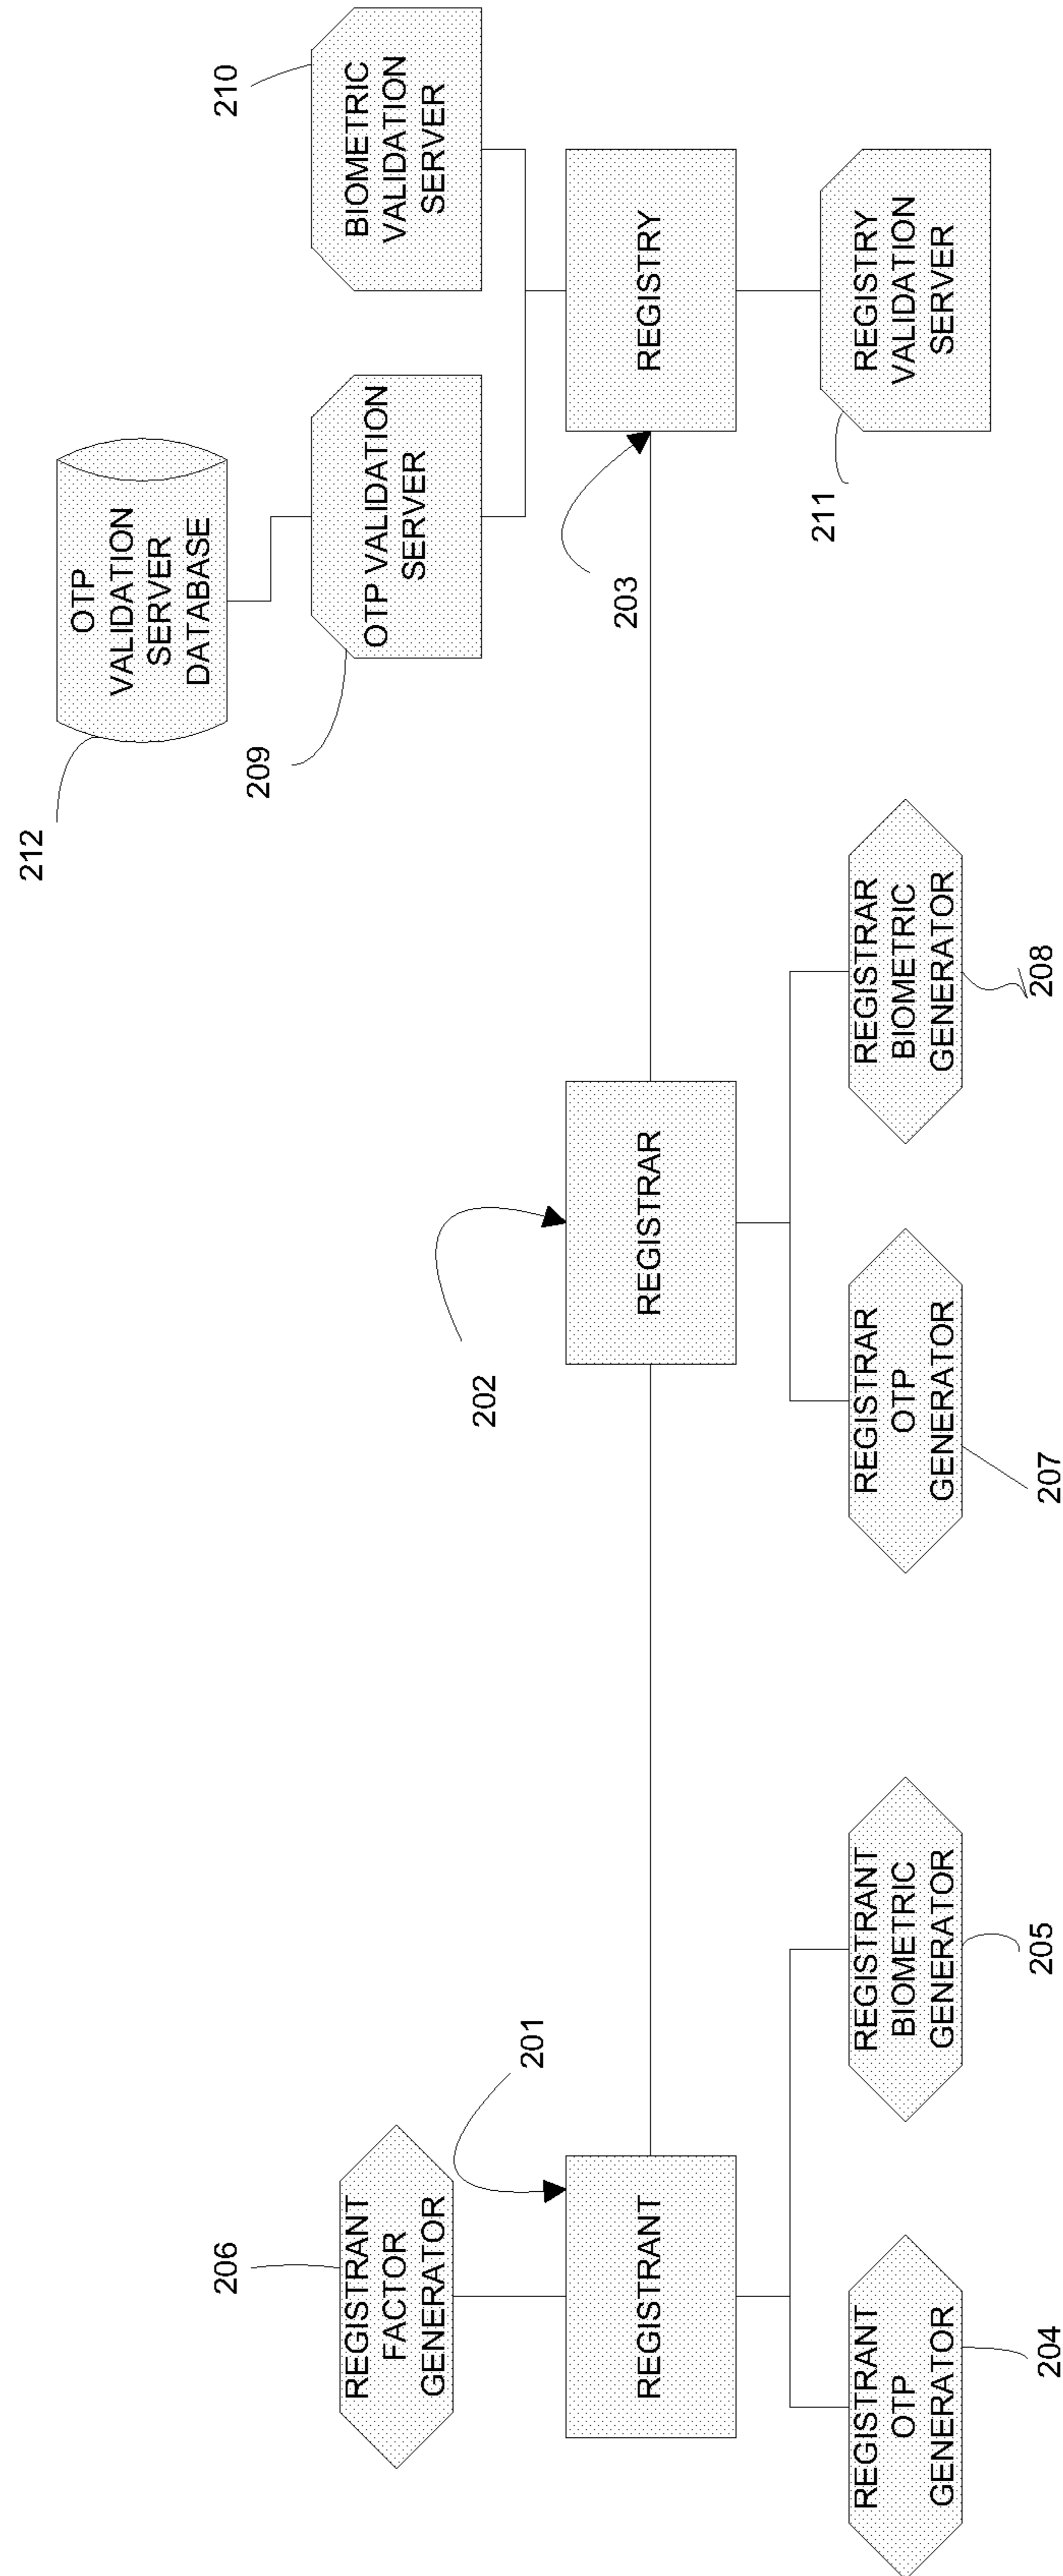 206
REGISTRANT
FACTOR
GENERATOR
201
REGISTRANT
REGISTRANT
OTP
GENERATOR
204
REGISTRANT
BIOMETRIC
GENERATOR
205
202
REGISTRAR
REGISTRAR
OTP
GENERATOR
207
REGISTRAR
BIOMETRIC
GENERATOR
208
212
OTP
VALIDATION
SERVER
DATABASE
209
OTP VALIDATION
SERVER
210
BIOMETRIC
VALIDATION
SERVER
203
REGISTRY
211
REGISTRY
VALIDATION
SERVER